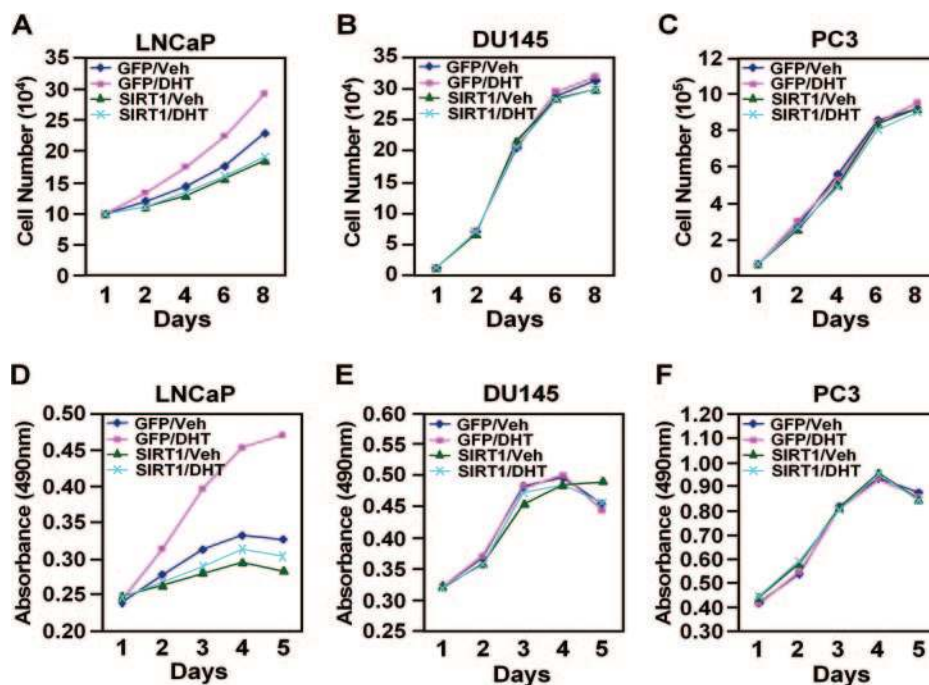 A
LNCaP
Cell Number (10⁴)
35
30
25
20
15
10
5
0
GFP/Veh
GFP/DHT
SIRT1/Veh
SIRT1/DHT
1 2 4 6 8
Days
B
DU145
Cell Number (10⁴)
35
30
25
20
15
10
5
0
GFP/Veh
GFP/DHT
SIRT1/Veh
SIRT1/DHT
1 2 4 6 8
Days
C
PC3
Cell Number (10⁵)
12
10
8
6
4
2
0
GFP/Veh
GFP/DHT
SIRT1/Veh
SIRT1/DHT
1 2 4 6 8
Days
D
LNCaP
Absorbance (490nm)
0.50
0.45
0.40
0.35
0.30
0.25
0.20
GFP/Veh
GFP/DHT
SIRT1/Veh
SIRT1/DHT
1 2 3 4 5
Days
E
DU145
Absorbance (490nm)
0.60
0.55
0.50
0.45
0.40
0.35
0.30
0.25
GFP/Veh
GFP/DHT
SIRT1/Veh
SIRT1/DHT
1 2 3 4 5
Days
F
PC3
Absorbance (490nm)
1.20
1.10
1.00
0.90
0.80
0.70
0.60
0.50
0.40
0.30
GFP/Veh
GFP/DHT
SIRT1/Veh
SIRT1/DHT
1 2 3 4 5
Days